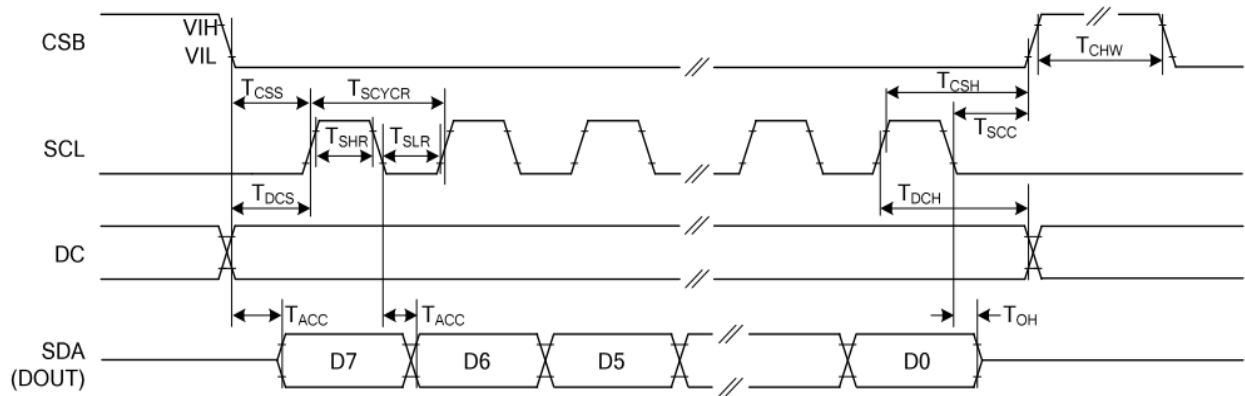 CSB
VIH
VIL
TCHW
TCSS
TSCYCR
TCSH
TSCC
SCL
TSHR
TSLR
TDCS
TDCH
DC
TACC
TACC
TOH
SDA
(DOUT)
D7
D6
D5
D0